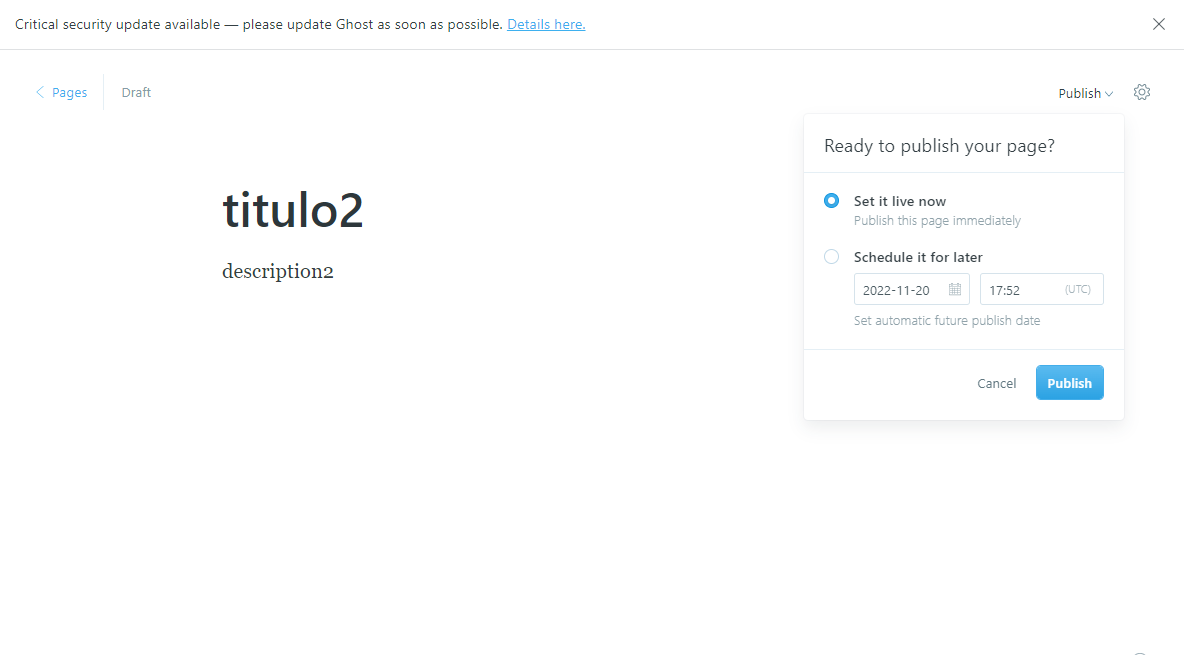 Critical security update available — please update Ghost as soon as possible. Details here.
Pages
Draft
Publish
Ready to publish your page?
titulo2
description2
Set it live now
Publish this page immediately
Schedule it for later
2022-11-20
17:52 (UTC)
Set automatic future publish date
Cancel
Publish